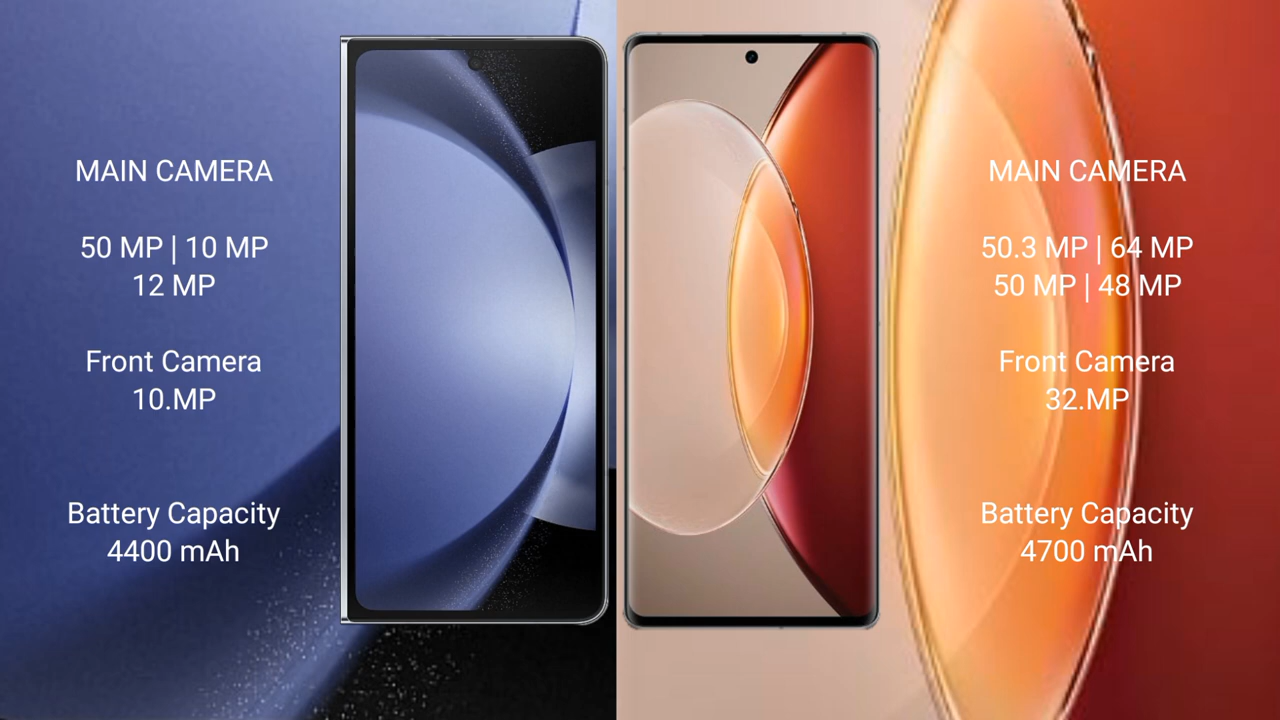 MAIN CAMERA
50 MP | 10 MP
12 MP
Front Camera
10.MP
Battery Capacity
4400 mAh
MAIN CAMERA
50.3 MP | 64 MP
50 MP | 48 MP
Front Camera
32.MP
Battery Capacity
4700 mAh